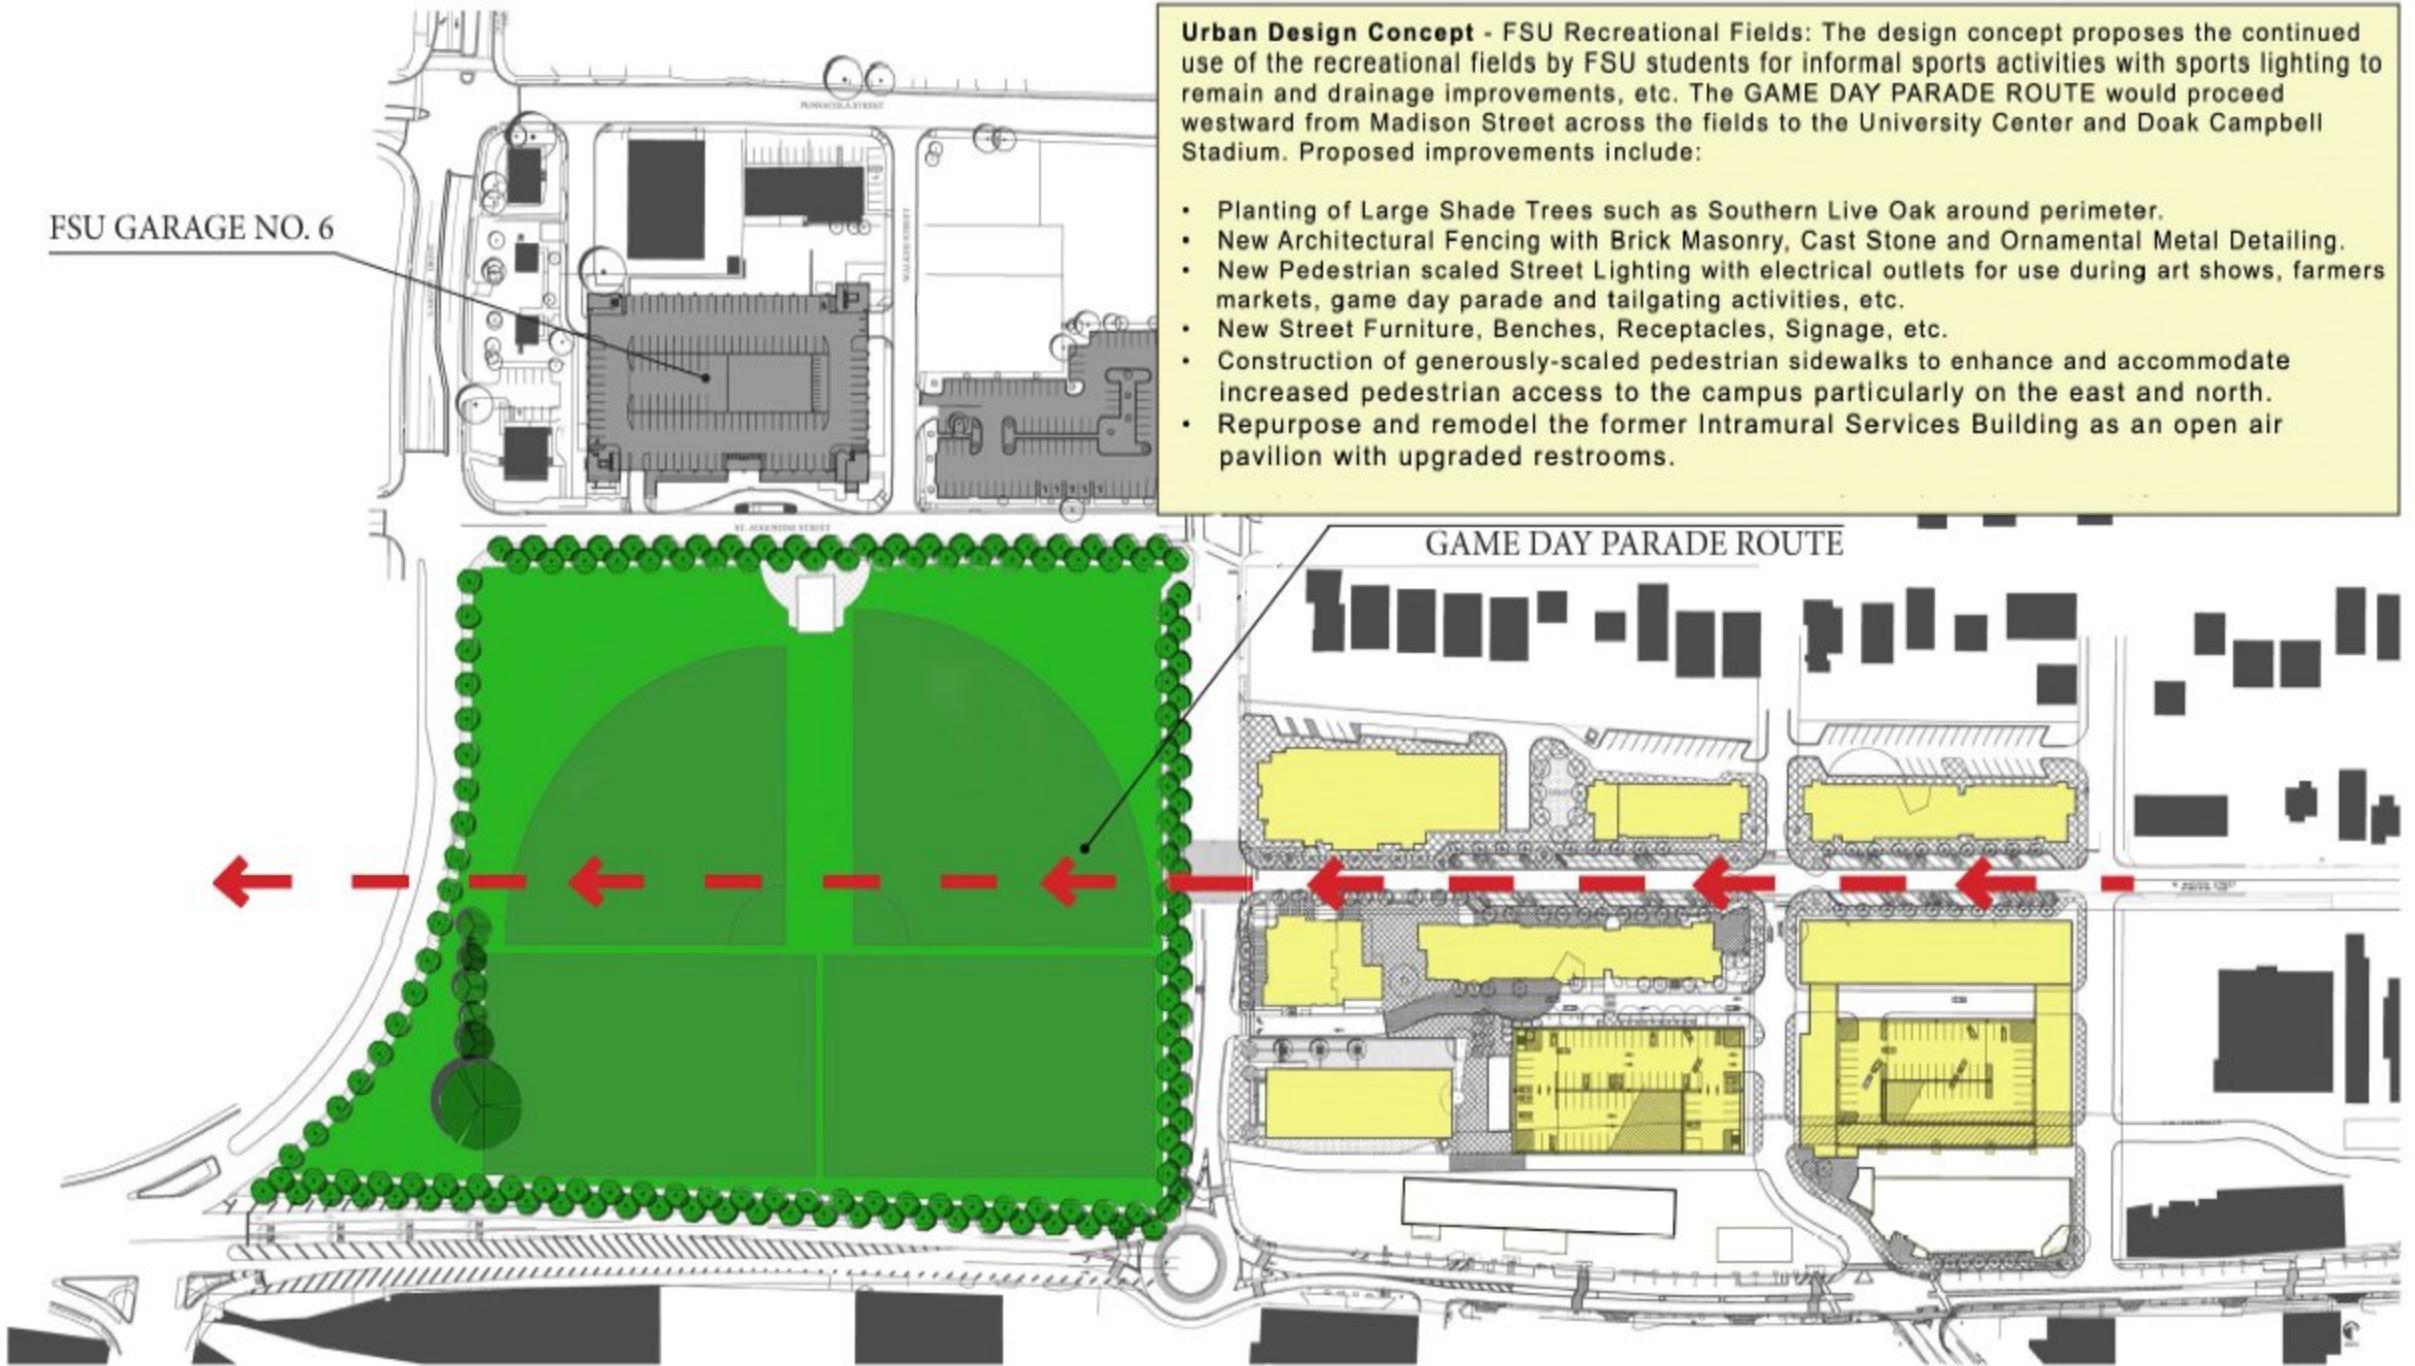 Urban Design Concept - FSU Recreational Fields: The design concept proposes the continued
use of the recreational fields by FSU students for informal sports activities with sports lighting to
remain and drainage improvements, etc. The GAME DAY PARADE ROUTE would proceed
westward from Madison Street across the fields to the University Center and Doak Campbell
Stadium. Proposed improvements include:
• Planting of Large Shade Trees such as Southern Live Oak around perimeter.
• New Architectural Fencing with Brick Masonry, Cast Stone and Ornamental Metal Detailing.
• New Pedestrian scaled Street Lighting with electrical outlets for use during art shows, farmers
markets, game day parade and tailgating activities, etc.
• New Street Furniture, Benches, Receptacles, Signage, etc.
• Construction of generously-scaled pedestrian sidewalks to enhance and accommodate
increased pedestrian access to the campus particularly on the east and north.
• Repurpose and remodel the former Intramural Services Building as an open air
pavilion with upgraded restrooms.
PENSACOLA STREET
FSU GARAGE NO. 6
ST. AUGUSTINE STREET
GAME DAY PARADE ROUTE